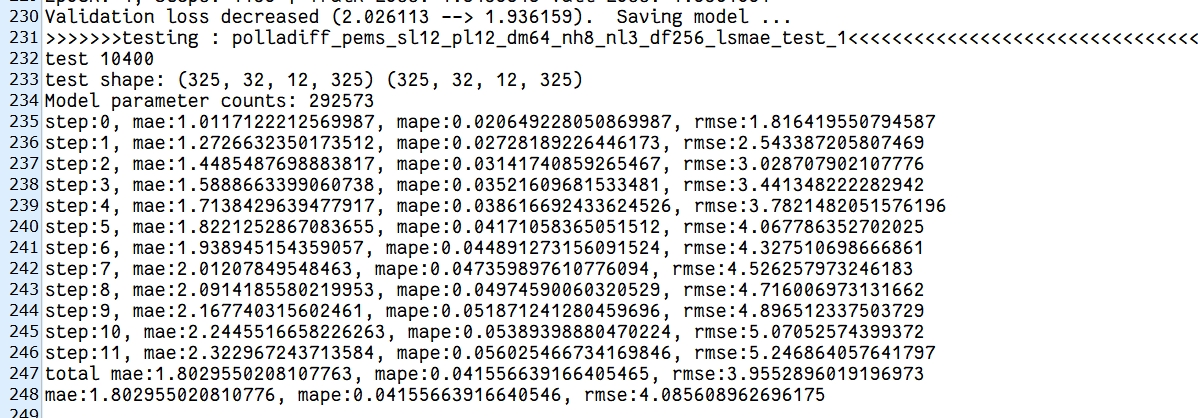 230 Validation loss decreased (2.026113 --> 1.936159).  Saving model ...
231 >>>>>>>testing : polladiff_pems_sl12_pl12_dm64_nh8_nl3_df256_lsmae_test_1<<<<<<<<<<<<<<<<<<<<<<<<<<<<<<<<
232 test 10400
233 test shape: (325, 32, 12, 325) (325, 32, 12, 325)
234 Model parameter counts: 292573
235 step:0, mae:1.0117122212569987, mape:0.020649228050869987, rmse:1.816419550794587
236 step:1, mae:1.2726632350173512, mape:0.02728189226446173, rmse:2.543387205807469
237 step:2, mae:1.4485487698883817, mape:0.03141740859265467, rmse:3.028707902107776
238 step:3, mae:1.5888663399060738, mape:0.03521609681533481, rmse:3.441348222282942
239 step:4, mae:1.7138429639477917, mape:0.038616692433624526, rmse:3.7821482051576196
240 step:5, mae:1.8221252867083655, mape:0.04171058365051512, rmse:4.067786352702025
241 step:6, mae:1.938945154359057, mape:0.044891273156091524, rmse:4.327510698666861
242 step:7, mae:2.01207849548463, mape:0.047359897610776094, rmse:4.526257973246183
243 step:8, mae:2.0914185580219953, mape:0.04974590060320529, rmse:4.716006973131662
244 step:9, mae:2.167740315602461, mape:0.051871241280459696, rmse:4.896512337503729
245 step:10, mae:2.2445516658226263, mape:0.05389398880470224, rmse:5.07052574399372
246 step:11, mae:2.322967243713584, mape:0.056025466734169846, rmse:5.246864057641797
247 total mae:1.8029550208107763, mape:0.041556639166405465, rmse:3.9552896019196973
248 mae:1.802955020810776, mape:0.04155663916640546, rmse:4.085608962696175
249